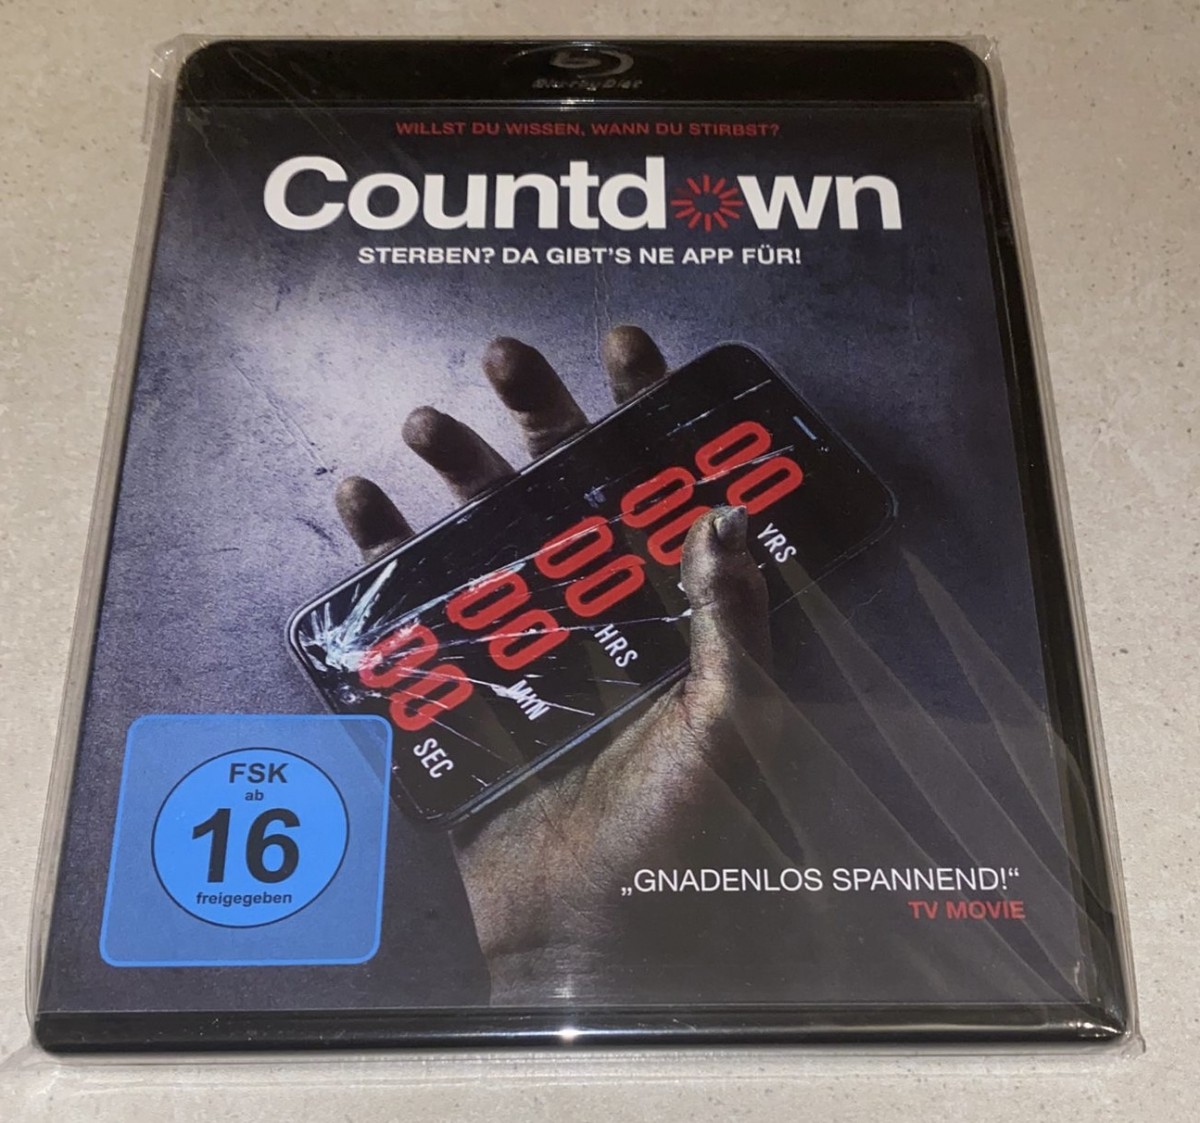 Blu-ray Disc
WILLST DU WISSEN, WANN DU STIRBST?
Countdown
STERBEN? DA GIBT'S NE APP FÜR!
00 YRS
00
00 HRS
00 MIN
00 SEC
FSK
ab
16
freigegeben
„GNADENLOS SPANNEND!“
TV MOVIE